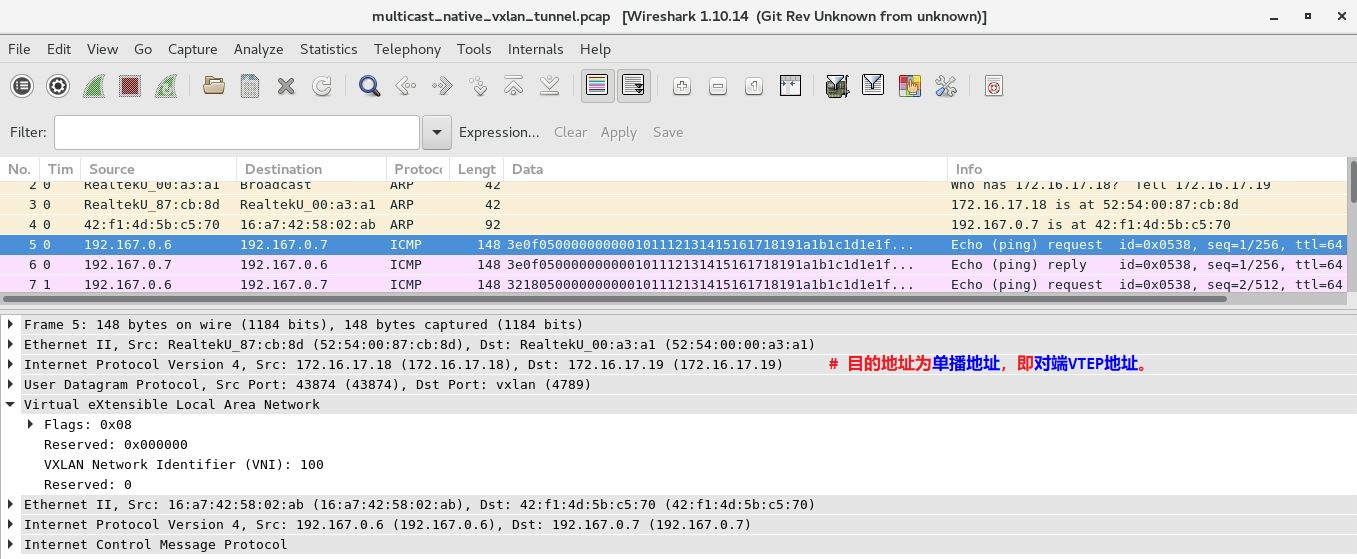 multicast_native_vxlan_tunnel.pcap [Wireshark 1.10.14 (Git Rev Unknown from unknown)]
File Edit View Go Capture Analyze Statistics Telephony Tools Internals Help
Filter: Expression... Clear Apply Save
No. Tim Source Destination Protoc Lengt Data Info
2 0 RealtekU_00:a3:a1 Broadcast ARP 42 Who has 172.16.17.18? Tell 172.16.17.19
3 0 RealtekU_87:cb:8d RealtekU_00:a3:a1 ARP 42 172.16.17.18 is at 52:54:00:87:cb:8d
4 0 42:f1:4d:5b:c5:70 16:a7:42:58:02:ab ARP 92 192.167.0.7 is at 42:f1:4d:5b:c5:70
5 0 192.167.0.6 192.167.0.7 ICMP 148 3e0f050000000000101112131415161718191a1b1c1d1e1f... Echo (ping) request id=0x0538, seq=1/256, ttl=64
6 0 192.167.0.7 192.167.0.6 ICMP 148 3e0f050000000000101112131415161718191a1b1c1d1e1f... Echo (ping) reply id=0x0538, seq=1/256, ttl=64
7 1 192.167.0.6 192.167.0.7 ICMP 148 3218050000000000101112131415161718191a1b1c1d1e1f... Echo (ping) request id=0x0538, seq=2/512, ttl=64
Frame 5: 148 bytes on wire (1184 bits), 148 bytes captured (1184 bits)
Ethernet II, Src: RealtekU_87:cb:8d (52:54:00:87:cb:8d), Dst: RealtekU_00:a3:a1 (52:54:00:00:a3:a1)
Internet Protocol Version 4, Src: 172.16.17.18 (172.16.17.18), Dst: 172.16.17.19 (172.16.17.19) # 目的地址为单播地址，即对端VTEP地址。
User Datagram Protocol, Src Port: 43874 (43874), Dst Port: vxlan (4789)
Virtual eXtensible Local Area Network
Flags: 0x08
Reserved: 0x000000
VXLAN Network Identifier (VNI): 100
Reserved: 0
Ethernet II, Src: 16:a7:42:58:02:ab (16:a7:42:58:02:ab), Dst: 42:f1:4d:5b:c5:70 (42:f1:4d:5b:c5:70)
Internet Protocol Version 4, Src: 192.167.0.6 (192.167.0.6), Dst: 192.167.0.7 (192.167.0.7)
Internet Control Message Protocol